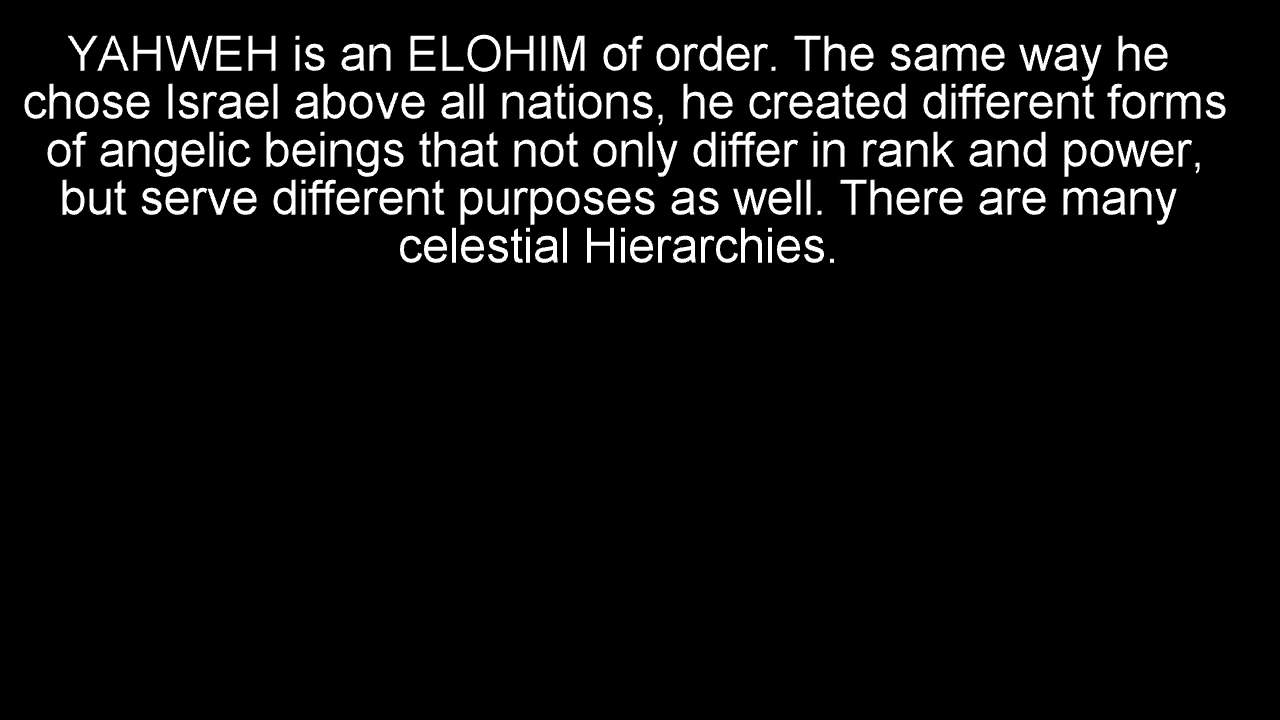 YAHWEH is an ELOHIM of order. The same way he
chose Israel above all nations, he created different forms
of angelic beings that not only differ in rank and power,
but serve different purposes as well. There are many
celestial Hierarchies.